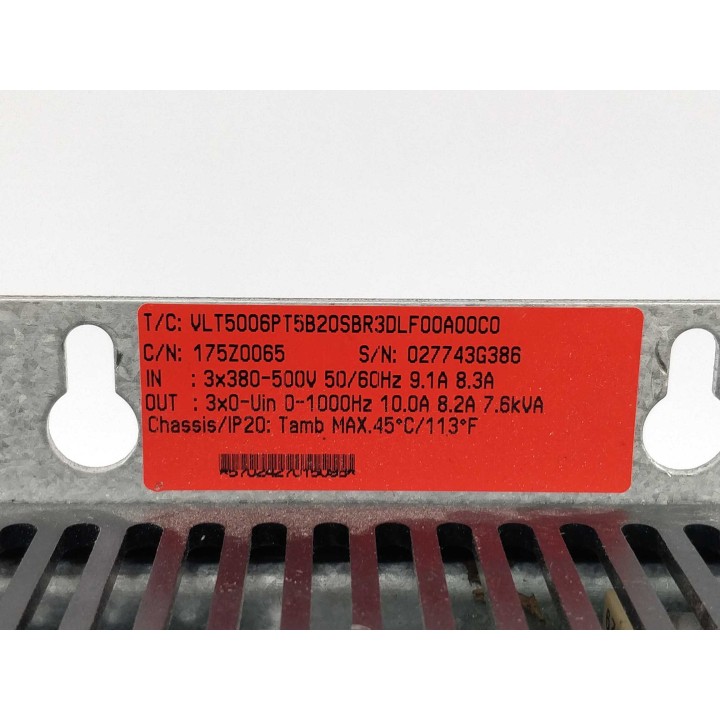 T/C: VLT5006PT5B20SBR3DLF00A00C0
C/N: 175Z0065 S/N: 027743G386
IN : 3x380-500V 50/60Hz 9.1A 8.3A
OUT : 3x0-Uin 0-1000Hz 10.0A 8.2A 7.6kVA
Chassis/IP20: Tamb MAX.45°C/113°F